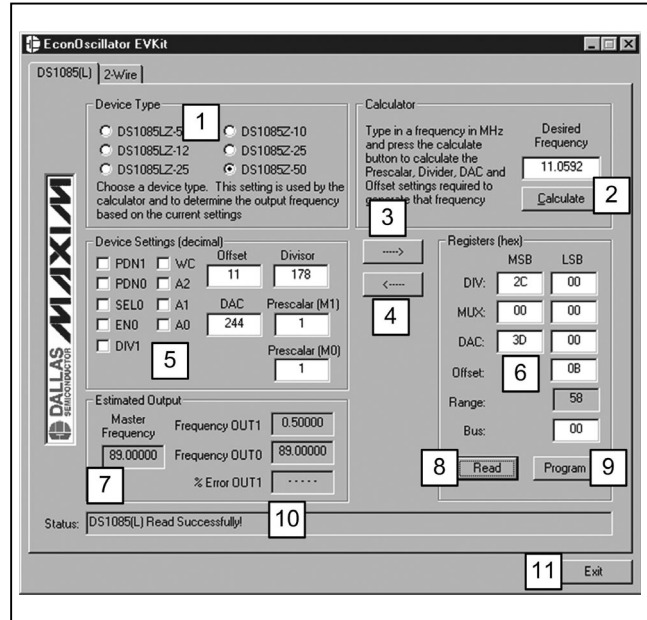 EconOscillator EVKit
DS1085(L) 2-Wire
Device Type
DS1085LZ-5
1
DS1085Z-10
DS1085LZ-12
DS1085Z-25
DS1085LZ-25
DS1085Z-50
Choose a device type. This setting is used by the
calculator and to determine the output frequency
based on the current settings
Calculator
Type in a frequency in MHz
and press the calculate
button to calculate the
Prescalar, Divider, DAC and
Offset settings required to
generate that frequency
Desired
Frequency
11.0592
Calculate
2
3
---->
<----
4
DALLAS
SEMICONDUCTOR
MAXIM
Device Settings (decimal)
PDN1 WC
PDN0 A2
SEL0 A1
EN0 A0
DIV1
5
Offset
11
Divisor
178
DAC
244
Prescalar (M1)
1
Prescalar (M0)
1
Registers (hex)
MSB LSB
DIV: 2C 00
MUX: 00 00
DAC: 3D 00
6
Offset: 0B
Range: 58
Bus: 00
8
Read
Program
9
Estimated Output
Master
Frequency
89.00000
7
Frequency OUT1 0.50000
Frequency OUT0 89.00000
% Error OUT1 -----
10
Status: DS1085(L) Read Successfully!
11
Exit